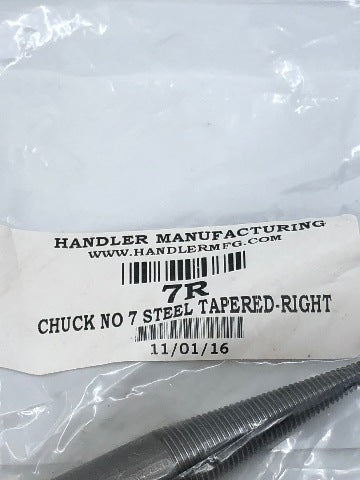 HANDLER MANUFACTURING
WWW.HANDLERMFG.COM
7R
CHUCK NO 7 STEEL TAPERED-RIGHT
11/01/16